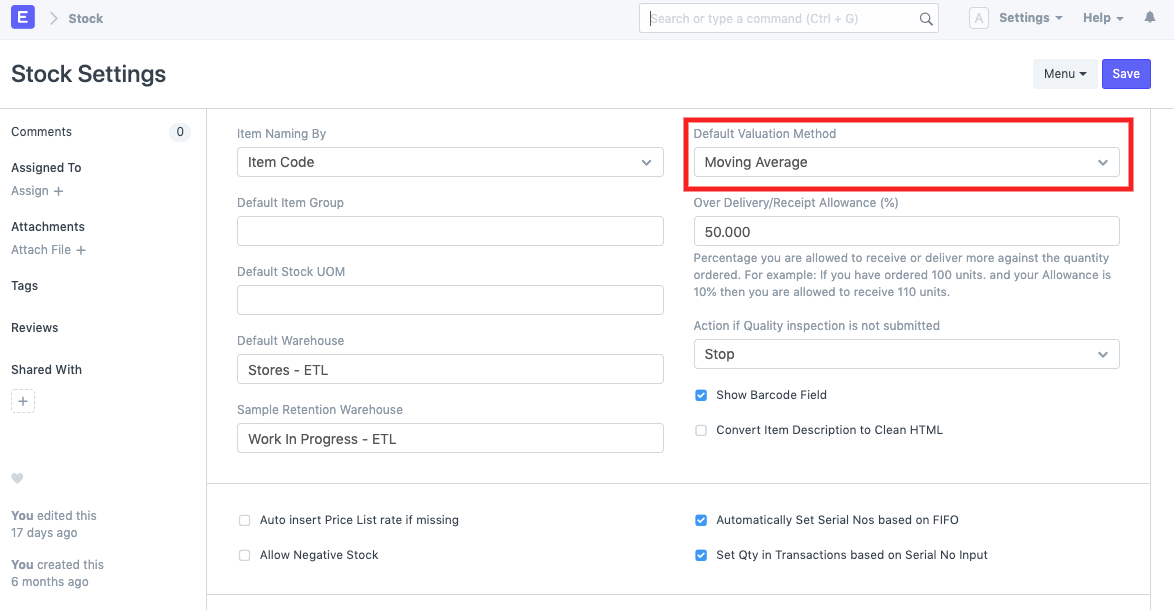 E
Stock
Search or type a command (Ctrl + G)
A
Settings
Help
Stock Settings
Menu
Save
Comments
0
Assigned To
Assign +
Attachments
Attach File +
Tags
Reviews
Shared With
+
You edited this
17 days ago
You created this
6 months ago
Item Naming By
Item Code
Default Item Group
Default Stock UOM
Default Warehouse
Stores - ETL
Sample Retention Warehouse
Work In Progress - ETL
Default Valuation Method
Moving Average
Over Delivery/Receipt Allowance (%)
50.000
Percentage you are allowed to receive or deliver more against the quantity
ordered. For example: If you have ordered 100 units. and your Allowance is
10% then you are allowed to receive 110 units.
Action if Quality inspection is not submitted
Stop
Show Barcode Field
Convert Item Description to Clean HTML
Auto insert Price List rate if missing
Allow Negative Stock
Automatically Set Serial Nos based on FIFO
Set Qty in Transactions based on Serial No Input